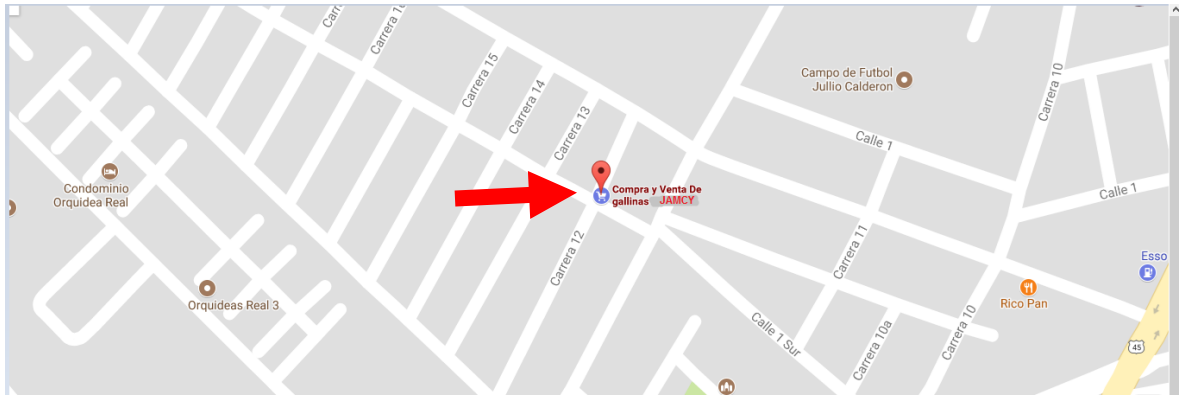 Carrera 15
Carrera 14
Carrera 13
Campo de Futbol
Jullio Calderon
Carrera 10
Calle 1
Condominio
Orquidea Real
Compra y Venta De
gallinas JAMCY
Calle 1
Carrera 12
Carrera 11
Esso
Orquideas Real 3
Rico Pan
Calle 1 Sur
Carrera 10a
Carrera 10
45